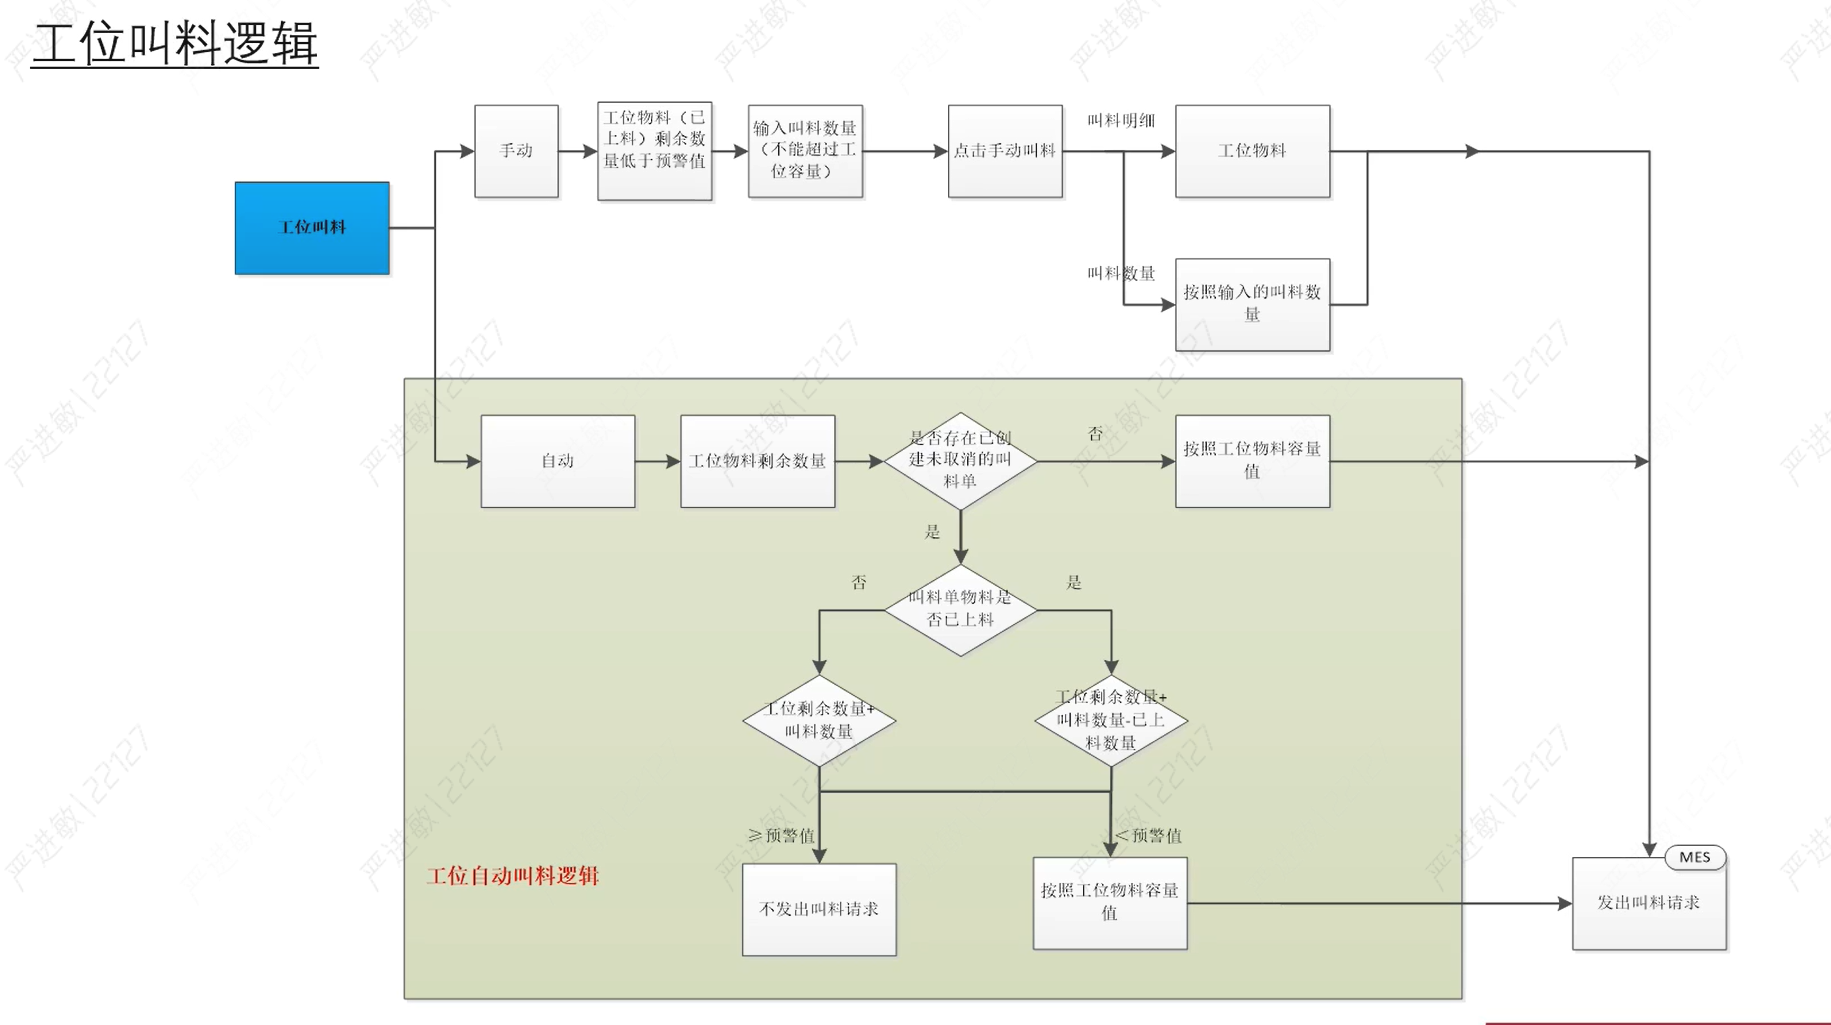 工位叫料逻辑
工位叫料
手动
工位物料（已
上料）剩余数
量低于预警值
输入叫料数量
（不能超过工
位容量）
点击手动叫料
叫料明细
工位物料
叫料数量
按照输入的叫料数
量
自动
工位物料剩余数量
是否存在已创
建未取消的叫
料单
否
按照工位物料容量
值
是
叫料单物料是
否已上料
否
是
工位剩余数量+
叫料数量
工位剩余数量+
叫料数量-已上
料数量
≥预警值
<预警值
不发出叫料请求
按照工位物料容量
值
工位自动叫料逻辑
MES
发出叫料请求
严进敏|22127